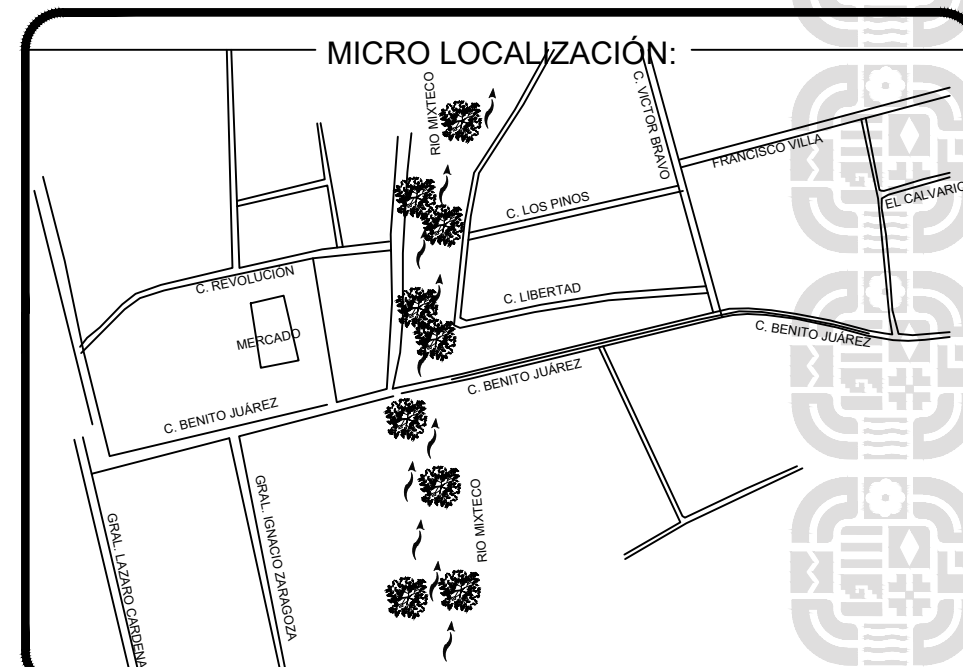 MICRO LOCALIZACIÓN:
RIO MIXTECO
C. VICTOR BRAVO
FRANCISCO VILLA
EL CALVARIO
C. LOS PINOS
C. REVOLUCIÓN
C. LIBERTAD
MERCADO
C. BENITO JUÁREZ
C. BENITO JUÁREZ
C. BENITO JUÁREZ
GRAL. LAZARO CARDENA
GRAL. IGNACIO ZARAGOZA
RIO MIXTECO